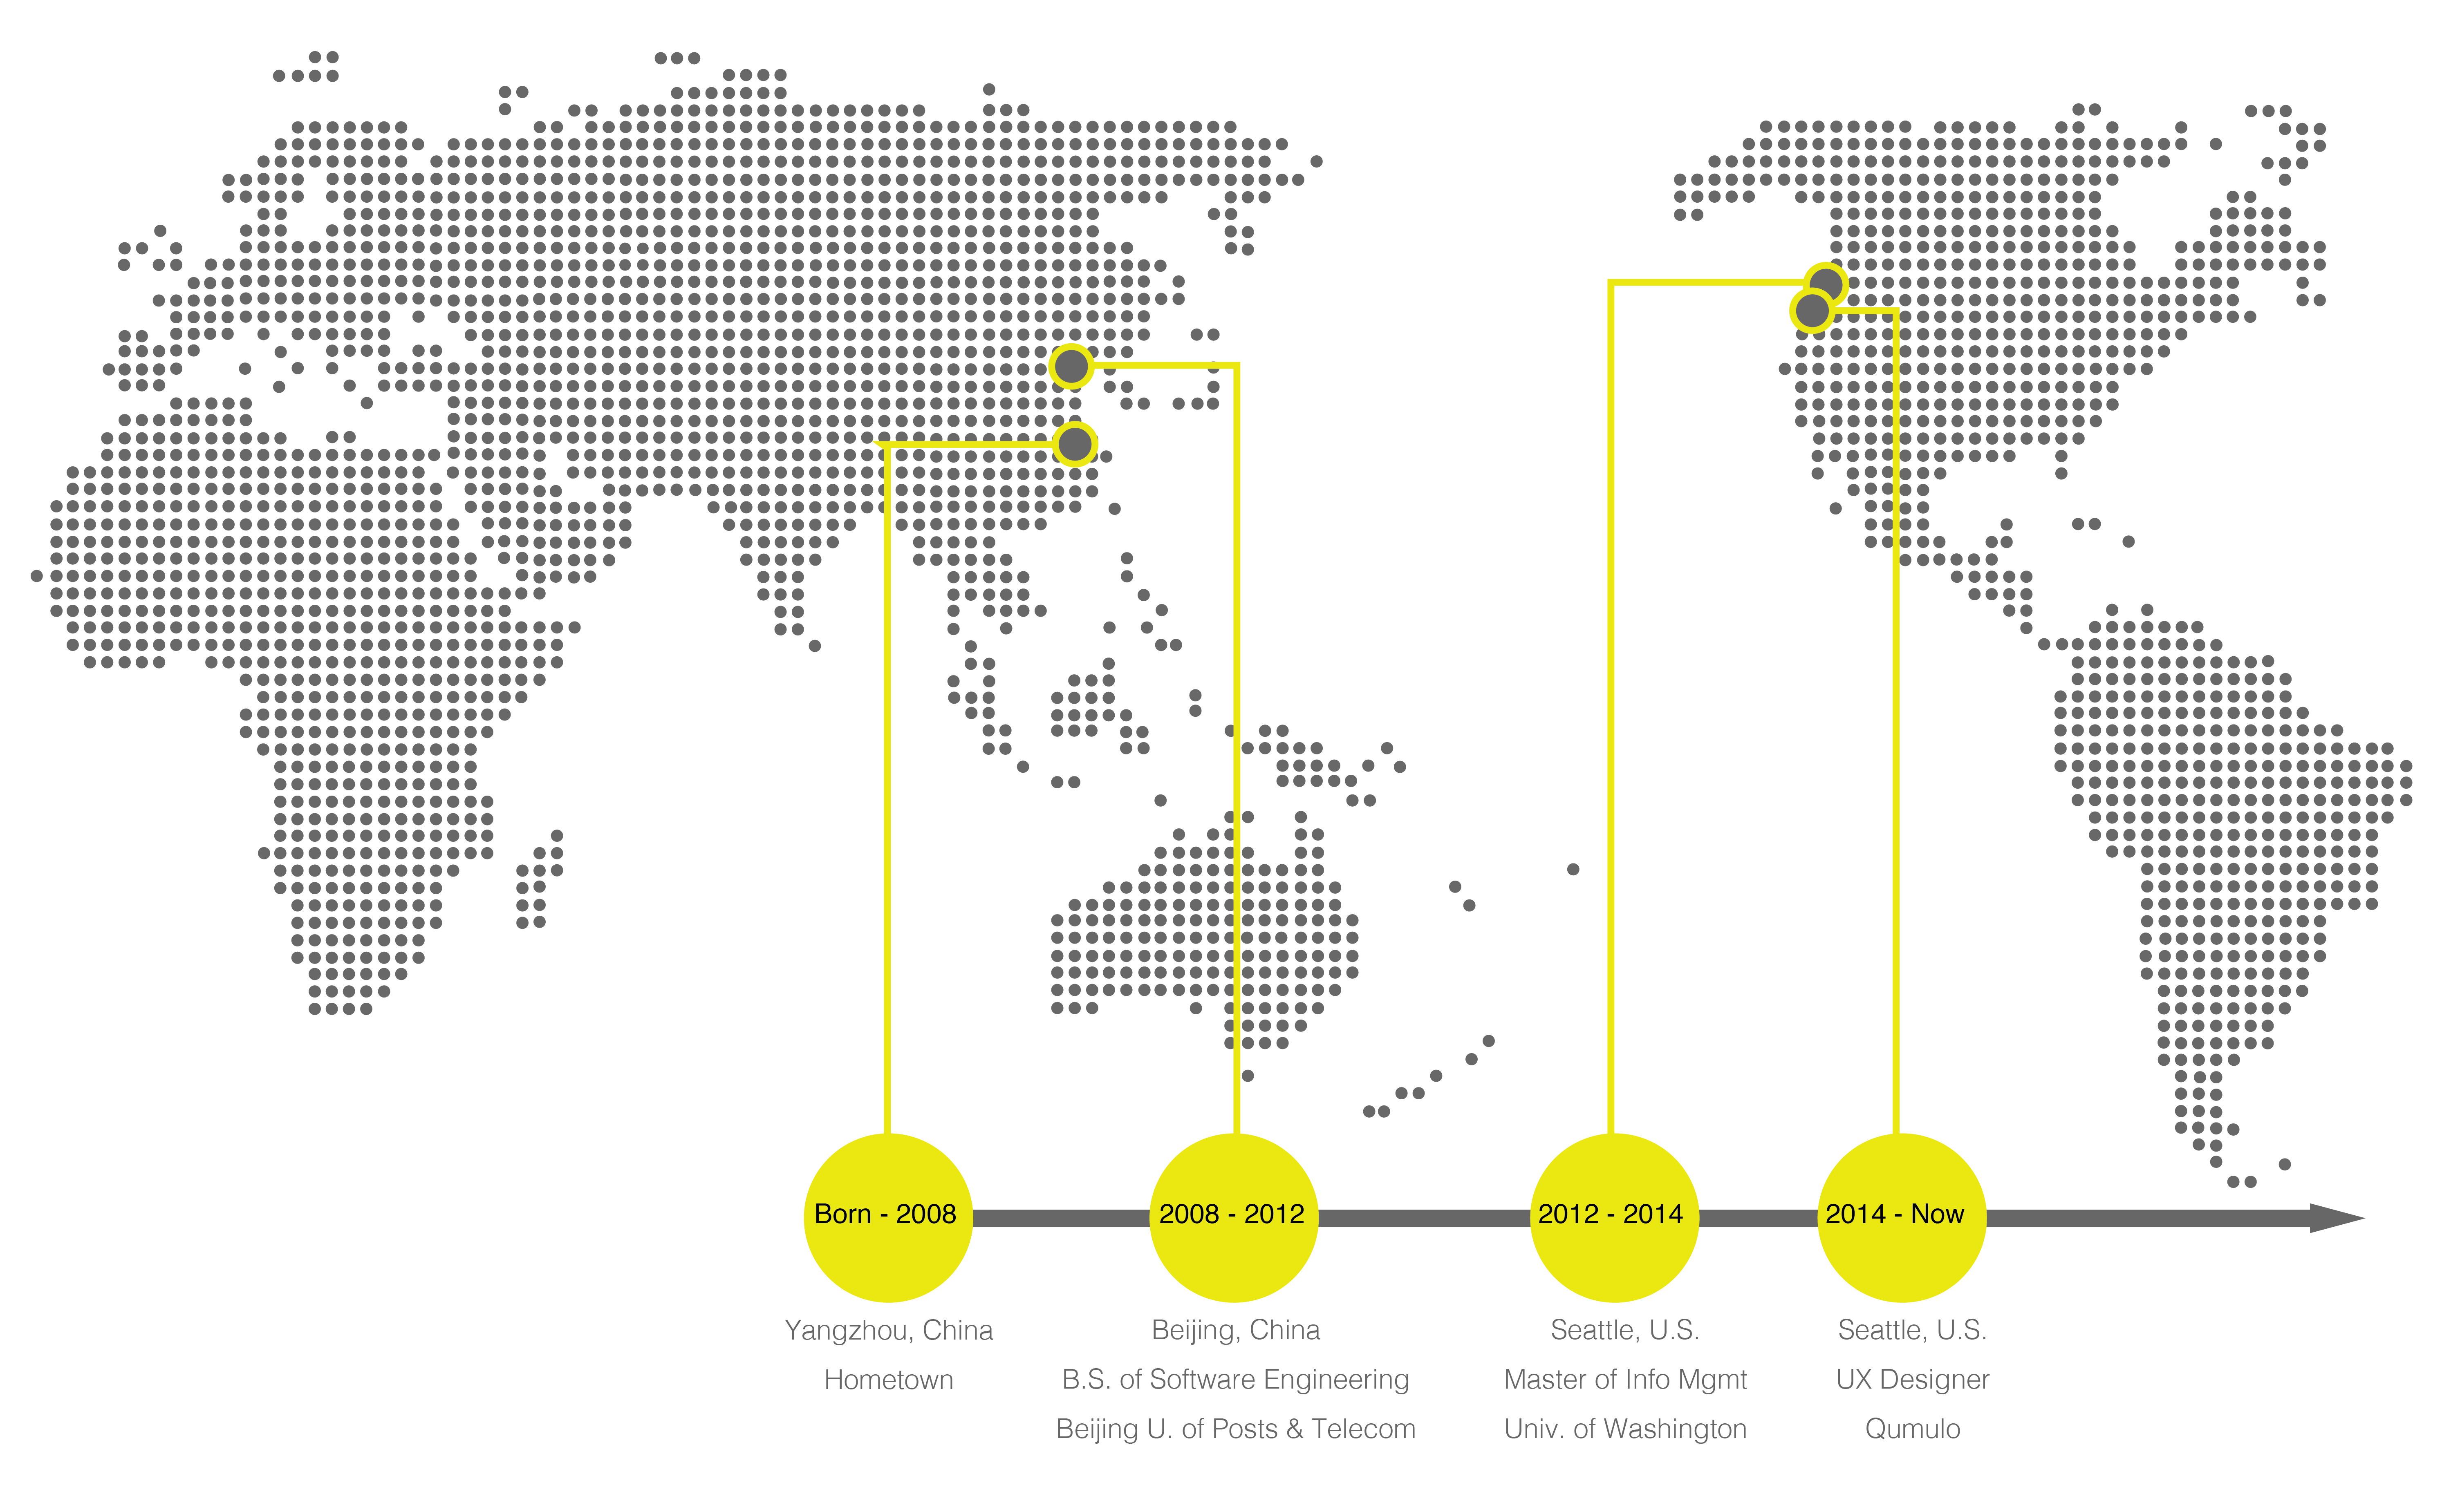 Born - 2008
2008 - 2012
2012 - 2014
2014 - Now
Yangzhou, China
Hometown
Beijing, China
B.S. of Software Engineering
Beijing U. of Posts & Telecom
Seattle, U.S.
Master of Info Mgmt
Univ. of Washington
Seattle, U.S.
UX Designer
Qumulo